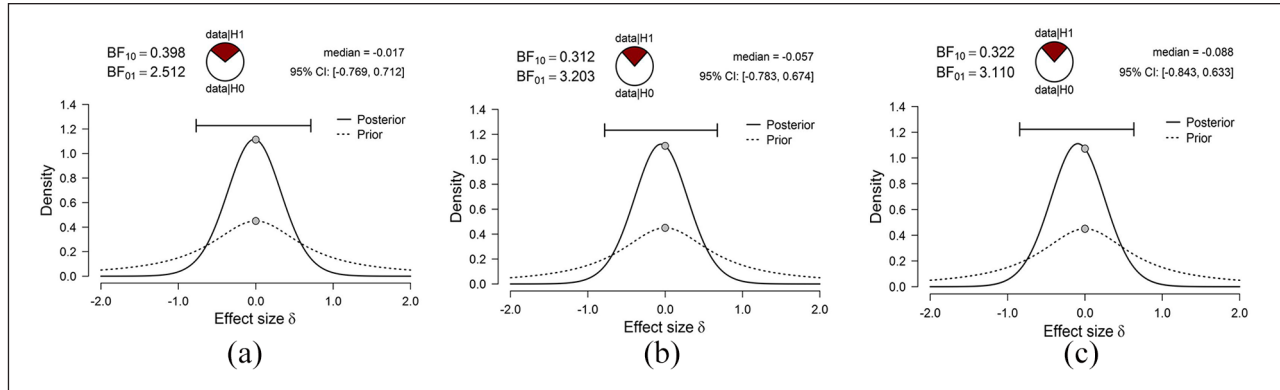 data|H1
BF10 = 0.398
BF01 = 2.512
data|H0
median = -0.017
95% CI: [-0.769, 0.712]
Posterior
Prior
Density
1.4
1.2
1.0
0.8
0.6
0.4
0.2
0.0
-2.0 -1.0 0.0 1.0 2.0
Effect size δ
(a)
data|H1
BF10 = 0.312
BF01 = 3.203
data|H0
median = -0.057
95% CI: [-0.783, 0.674]
Posterior
Prior
Density
1.4
1.2
1.0
0.8
0.6
0.4
0.2
0.0
-2.0 -1.0 0.0 1.0 2.0
Effect size δ
(b)
data|H1
BF10 = 0.322
BF01 = 3.110
data|H0
median = -0.088
95% CI: [-0.843, 0.633]
Posterior
Prior
Density
1.4
1.2
1.0
0.8
0.6
0.4
0.2
0.0
-2.0 -1.0 0.0 1.0 2.0
Effect size δ
(c)